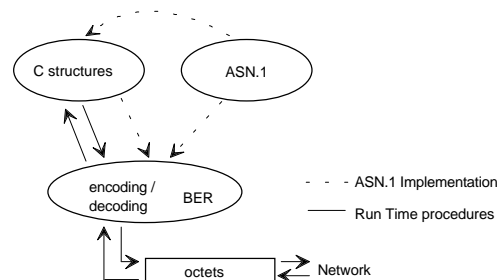 C structures
ASN.1
encoding /
decoding
BER
ASN.1 Implementation
Run Time procedures
octets
Network